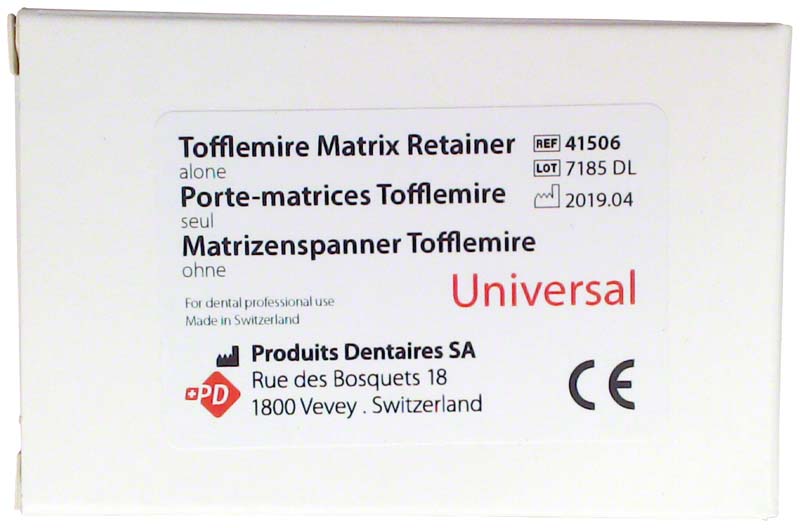 Tofflemire Matrix Retainer
alone
Porte-matrices Tofflemire
seul
Matrizenspanner Tofflemire
ohne
REF 41506
LOT 7185 DL
2019.04
Universal
For dental professional use
Made in Switzerland
Produits Dentaires SA
Rue des Bosquets 18
1800 Vevey . Switzerland
PD
CE